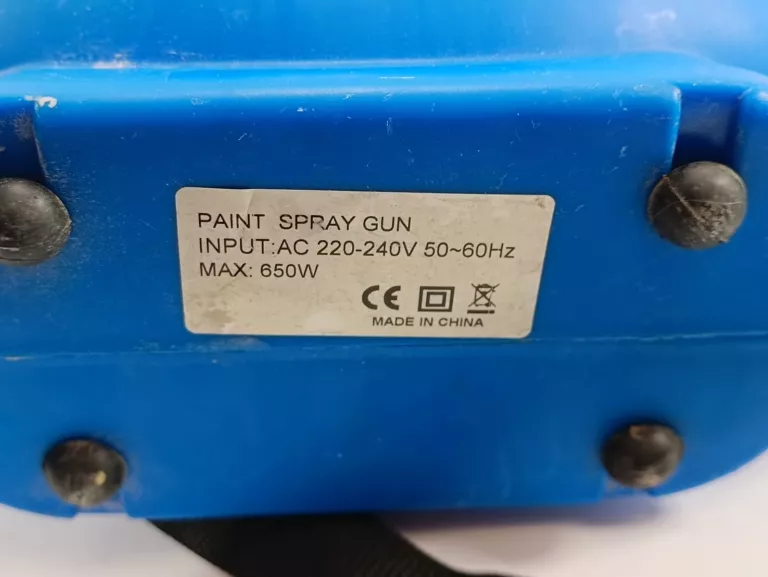 PAINT SPRAY GUN
INPUT:AC 220-240V 50~60Hz
MAX: 650W
CE
MADE IN CHINA